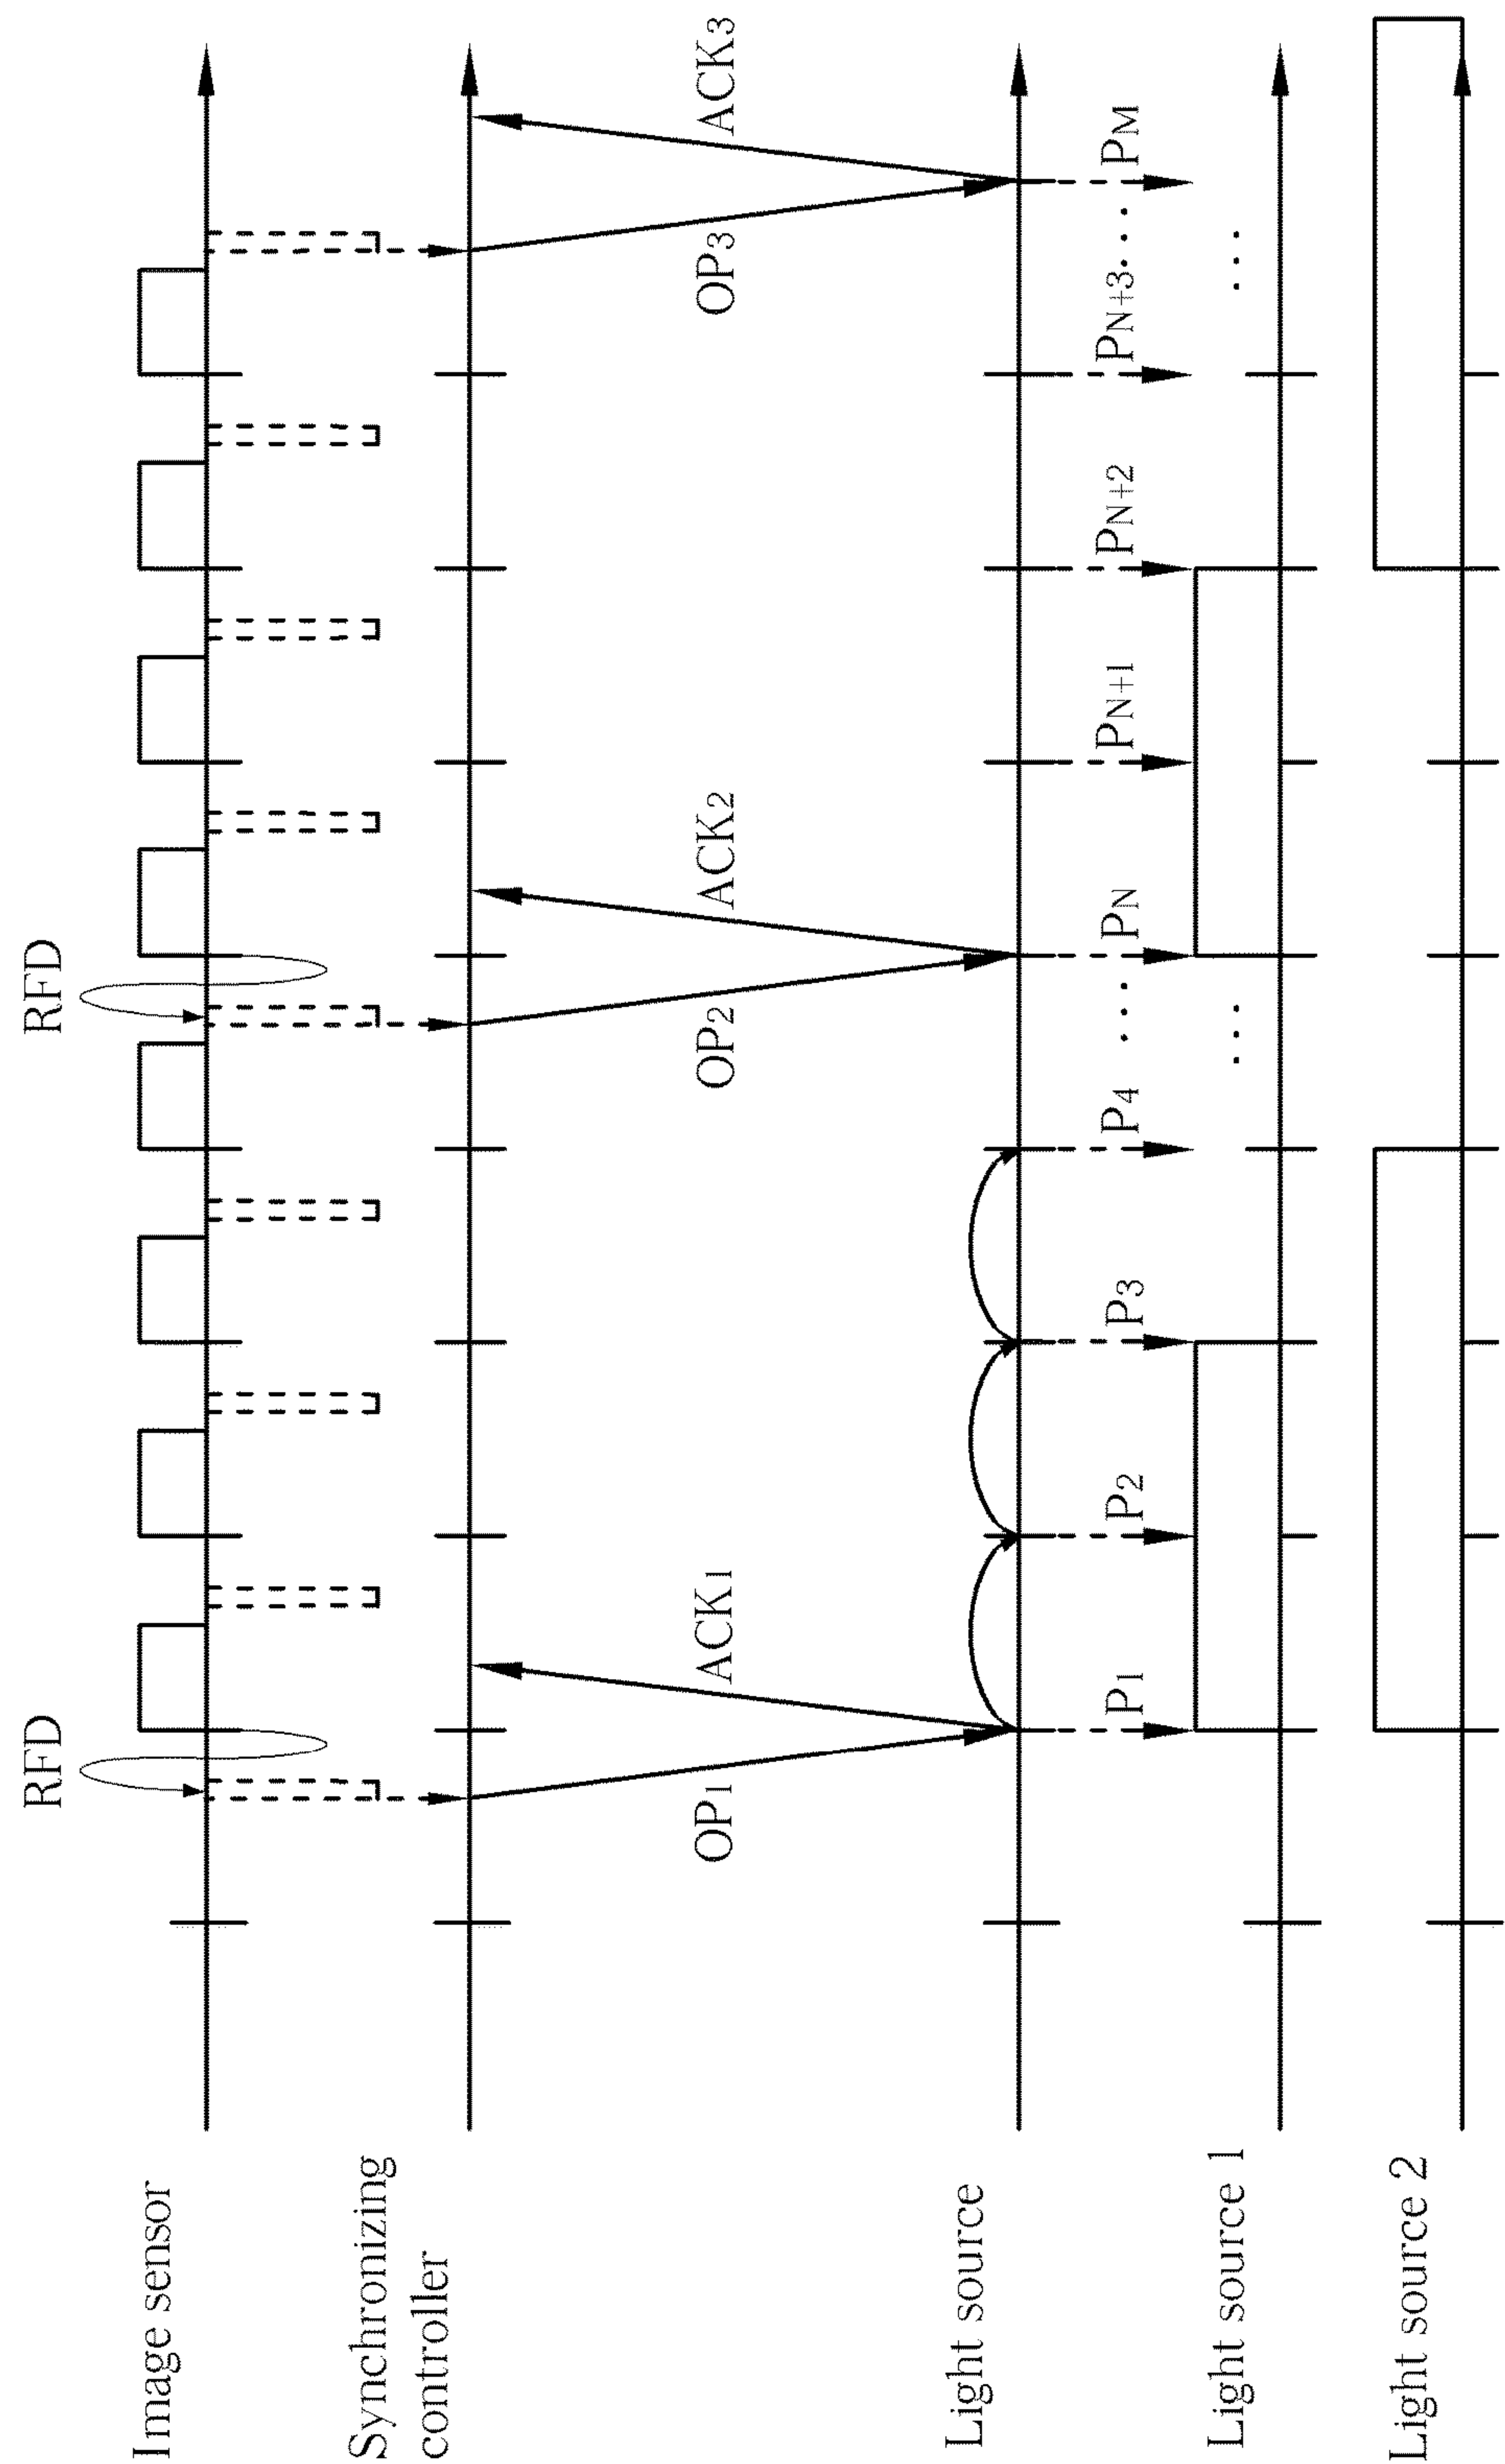 RFD
RFD
Image sensor
Synchronizing
controller
OP1
ACK1
OP2
ACK2
OP3
ACK3
Light source
P1
P2
P3
P4
...
PN
PN+1
PN+2
PN+3
...
PM
Light source 1
...
...
Light source 2